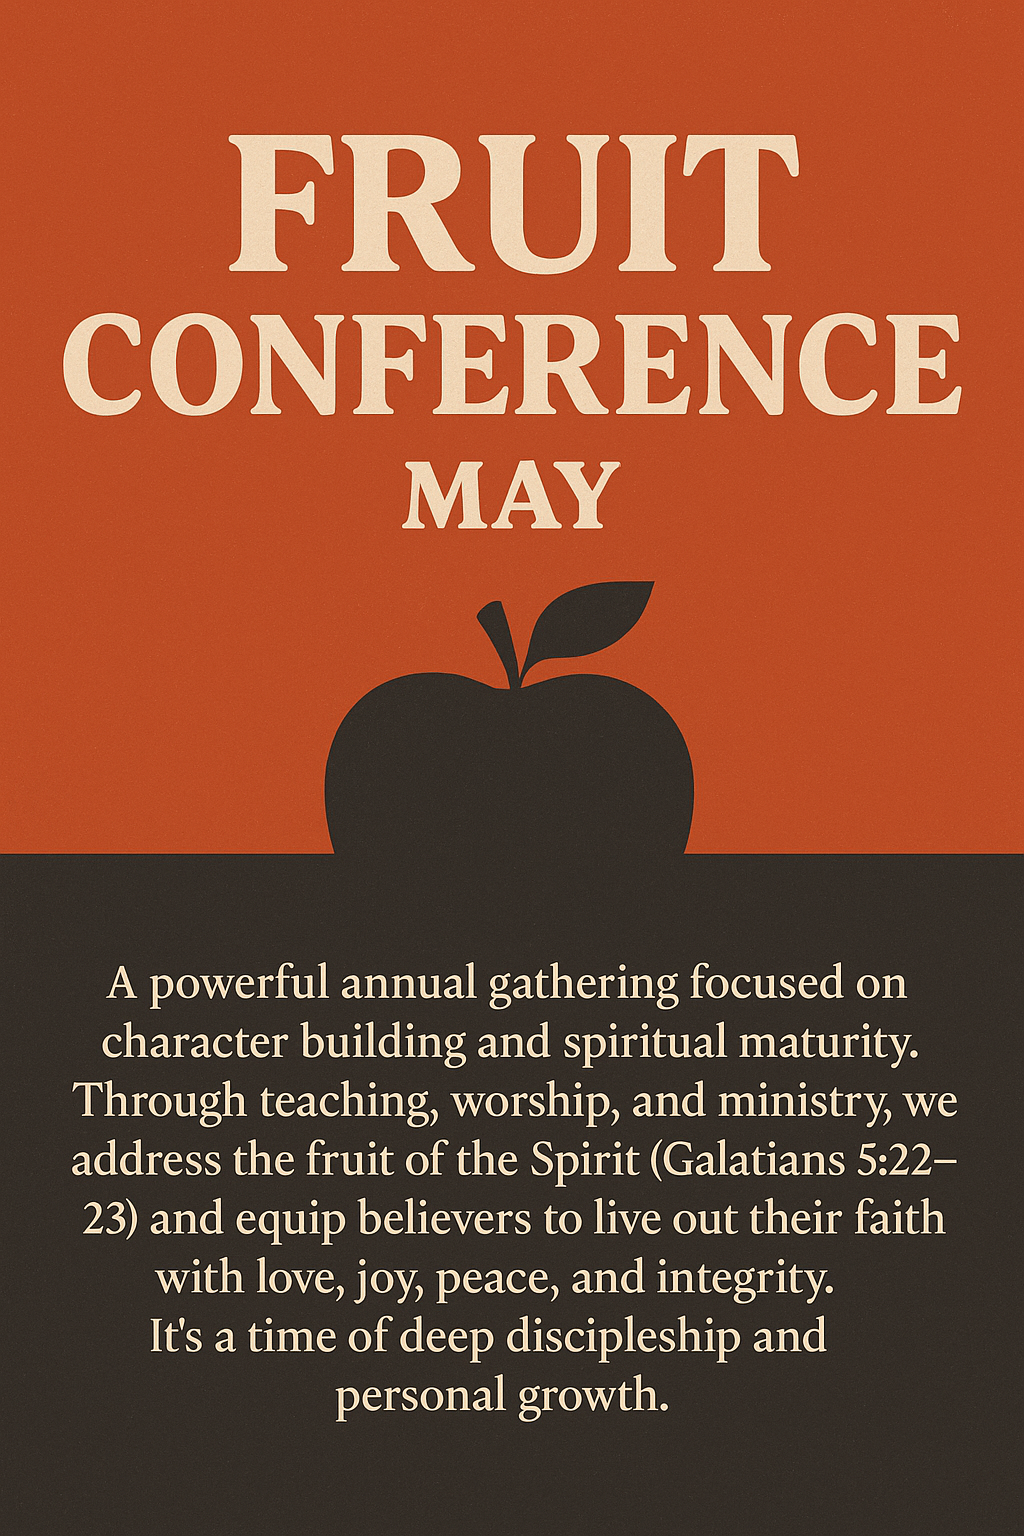 FRUIT
CONFERENCE
MAY
A powerful annual gathering focused on
character building and spiritual maturity.
Through teaching, worship, and ministry, we
address the fruit of the Spirit (Galatians 5:22–
23) and equip believers to live out their faith
with love, joy, peace, and integrity.
It's a time of deep discipleship and
personal growth.